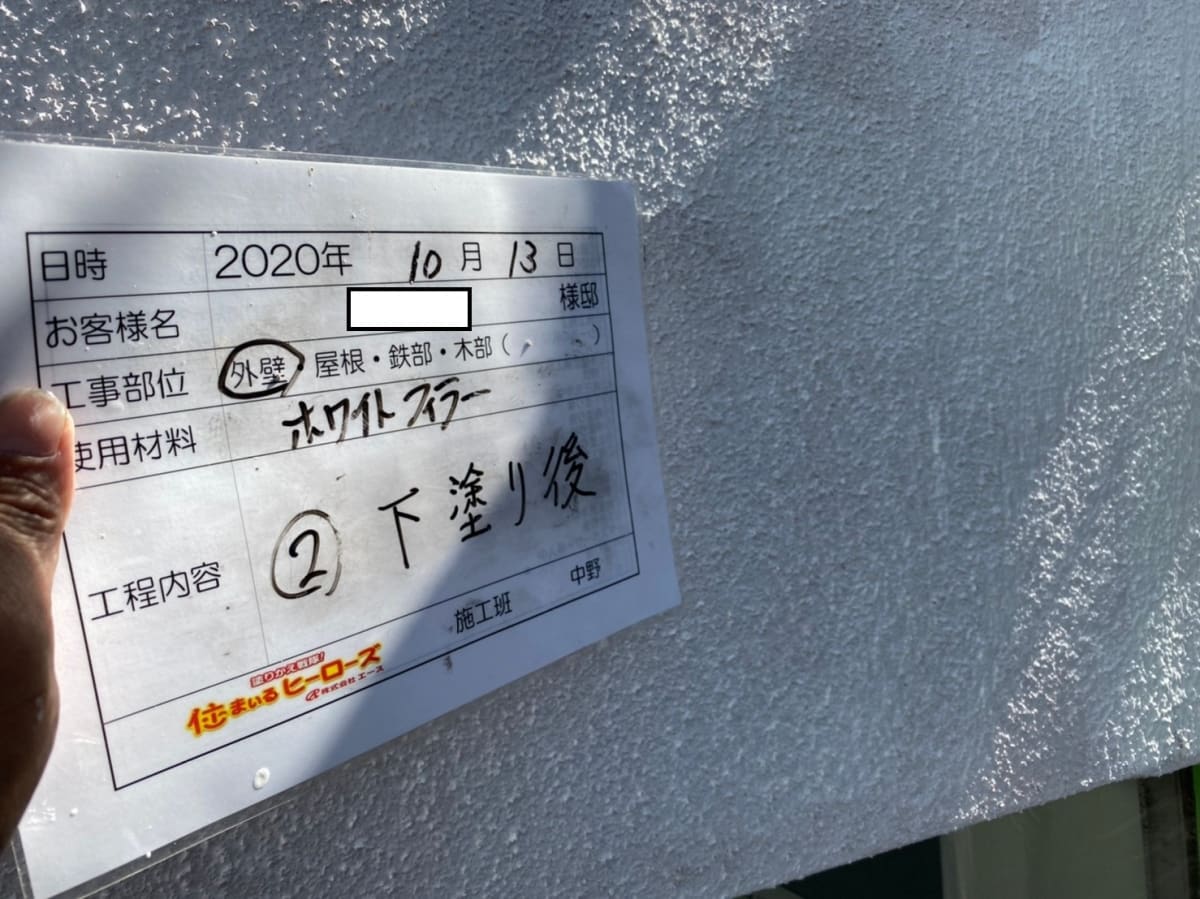 日時 2020年 10月 13日
お客様名 様邸
工事部位 外壁・屋根・鉄部・木部( )
使用材料 ホワイトフィラー
工程内容 ② 下塗り後
施工班 中野
塗りかえ戦隊!
住まいるヒーローズ
株式会社エース